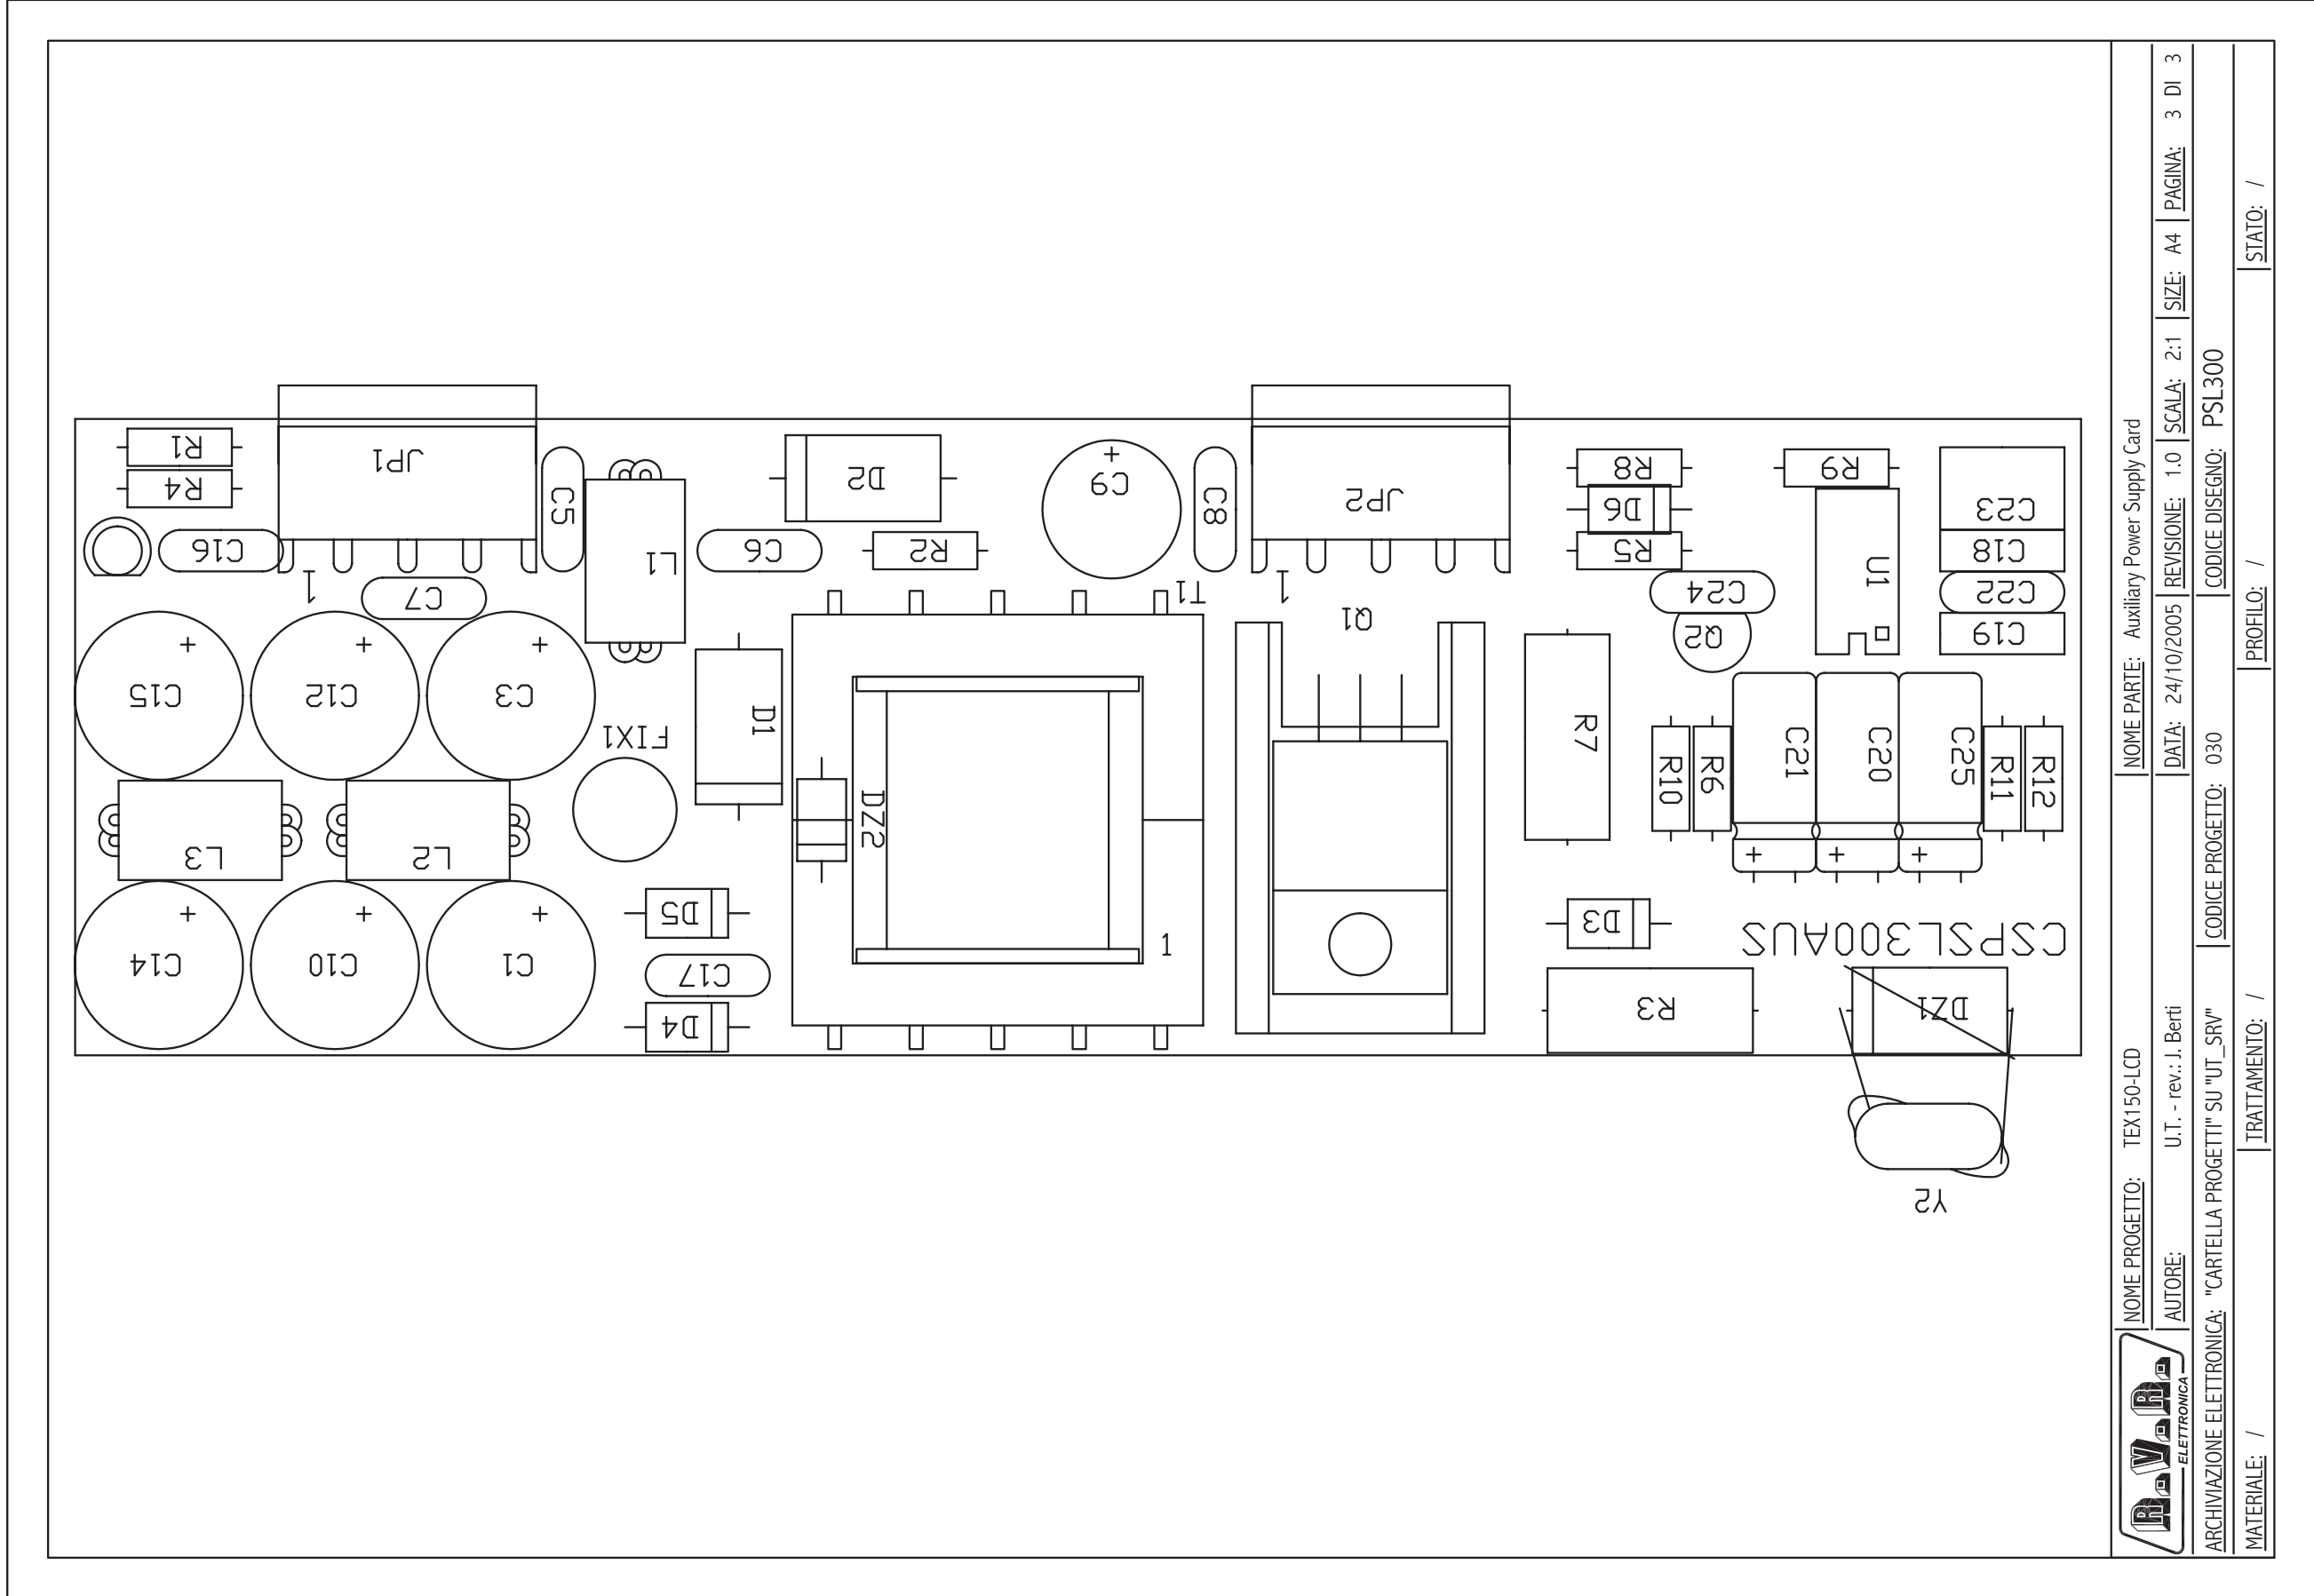 R1
R4
JP1
C16
1
C7
C5
L1
D2
C6
R2
C9
C8
T1
JP2
1
Q1
R8
D6
R5
R9
C24
Q2
U1
C23
C18
C22
C19
C15
C12
C3
FIX1
D1
DZ2
R7
R10
R6
C21
C20
C25
R11
R12
L3
L2
C14
C10
C1
D5
C17
D4
1
D3
CSPSL300AUS
R3
DZ1
Y2
+
+
+
+
+
+
+
+
+
+
R.V.R.
ELETTRONICA
NOME PROGETTO: TEX150-LCD NOME PARTE: Auxiliary Power Supply Card
AUTORE: U.T. - rev.: J. Berti DATA: 24/10/2005 REVISIONE: 1.0 SCALA: 2:1 SIZE: A4 PAGINA: 3 DI 3
ARCHIVIAZIONE ELETTRONICA: "CARTELLA PROGETTI" SU "UT_SRV" CODICE PROGETTO: 030 CODICE DISEGNO: PSL300
MATERIALE: / TRATTAMENTO: / PROFILO: / STATO: /